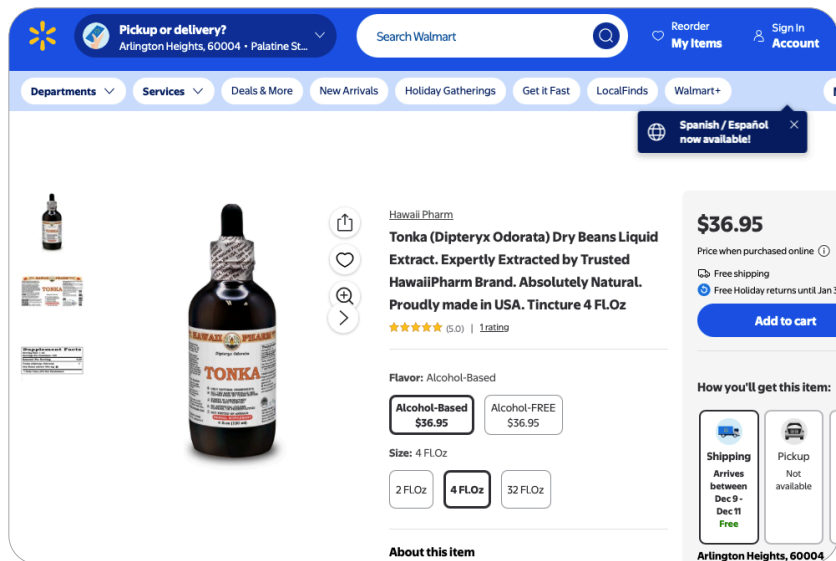 Pickup or delivery?
Arlington Heights, 60004 • Palatine St...
Search Walmart
Reorder
My Items
Sign In
Account
Departments
Services
Deals & More
New Arrivals
Holiday Gatherings
Get it Fast
LocalFinds
Walmart+
Spanish / Español
now available!
Hawaii Pharm
Tonka (Dipteryx Odorata) Dry Beans Liquid
Extract. Expertly Extracted by Trusted
HawaiiPharm Brand. Absolutely Natural.
Proudly made in USA. Tincture 4 Fl.Oz
(5.0) | 1 rating
Flavor: Alcohol-Based
Alcohol-Based
$36.95
Alcohol-FREE
$36.95
Size: 4 Fl.Oz
2 Fl.Oz
4 Fl.Oz
32 Fl.Oz
About this item
$36.95
Price when purchased online
Free shipping
Free Holiday returns until Jan
Add to cart
How you'll get this item:
Shipping
Arrives
between
Dec 9 -
Dec 11
Free
Pickup
Not
available
Arlington Heights, 60004
HAWAII PHARM
Dipteryx Odorata
TONKA
TONKA
Supplement Facts